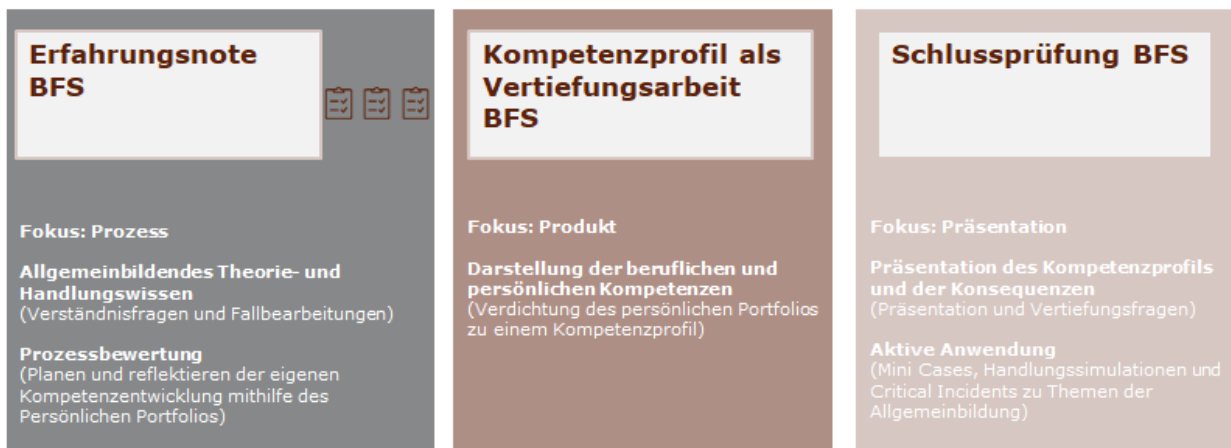 Erfahrungsnote
BFS
Fokus: Prozess
Allgemeinbildendes Theorie- und
Handlungswissen
(Verständnisfragen und Fallbearbeitungen)
Prozessbewertung
(Planen und reflektieren der eigenen
Kompetenzentwicklung mithilfe des
Persönlichen Portfolios)
Kompetenzprofil als
Vertiefungsarbeit
BFS
Fokus: Produkt
Darstellung der beruflichen und
persönlichen Kompetenzen
(Verdichtung des persönlichen Portfolios
zu einem Kompetenzprofil)
Schlussprüfung BFS
Fokus: Präsentation
Präsentation des Kompetenzprofils
und der Konsequenzen
(Präsentation und Vertiefungsfragen)
Aktive Anwendung
(Mini Cases, Handlungssimulationen und
Critical Incidents zu Themen der
Allgemeinbildung)